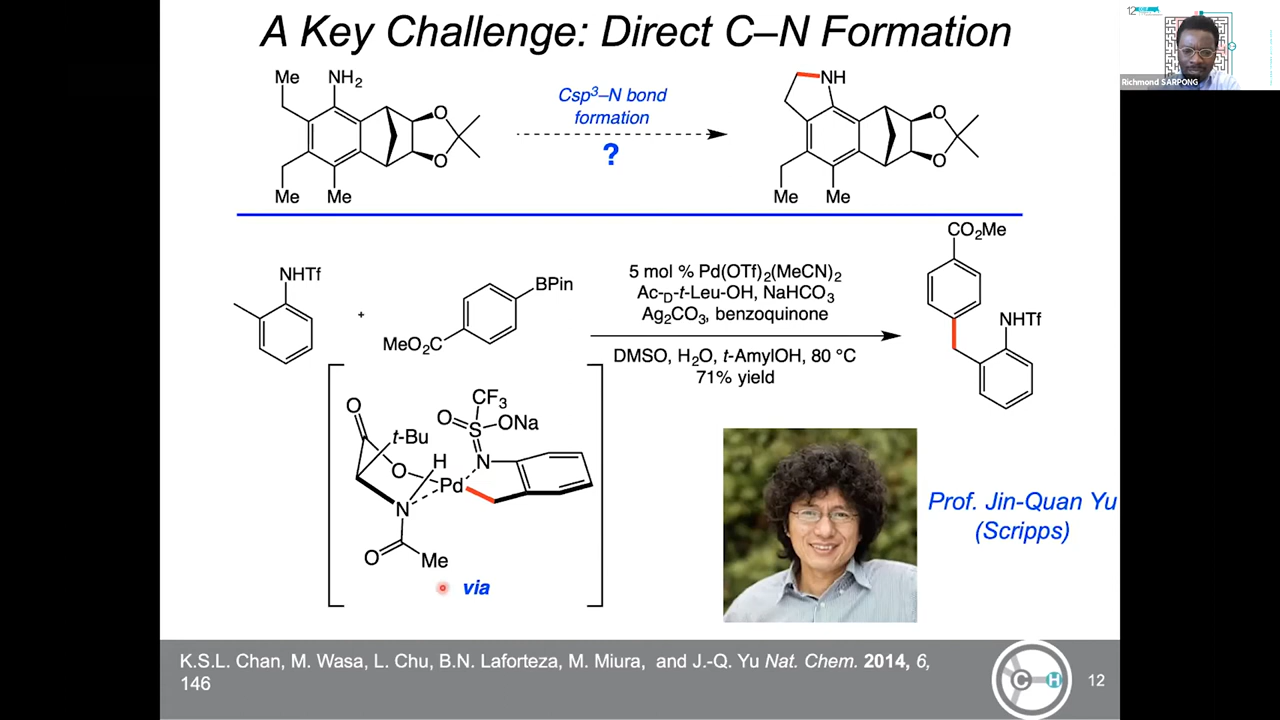 A Key Challenge: Direct C–N Formation
12
Richmond SARPONG
Me
NH₂
O
O
Me
Me
Csp³–N bond
formation
?
NH
O
O
Me
Me
NHTf
+
BPin
MeO₂C
5 mol % Pd(OTf)₂(MeCN)₂
Ac-D-t-Leu-OH, NaHCO₃
Ag₂CO₃, benzoquinone
DMSO, H₂O, t-AmylOH, 80 °C
71% yield
CO₂Me
NHTf
CF₃
O
O
S
ONa
t-Bu
H
N
O
Pd
N
O
Me
via
Prof. Jin-Quan Yu
(Scripps)
K.S.L. Chan, M. Wasa, L. Chu, B.N. Laforteza, M. Miura, and J.-Q. Yu Nat. Chem. 2014, 6,
146
C H
12